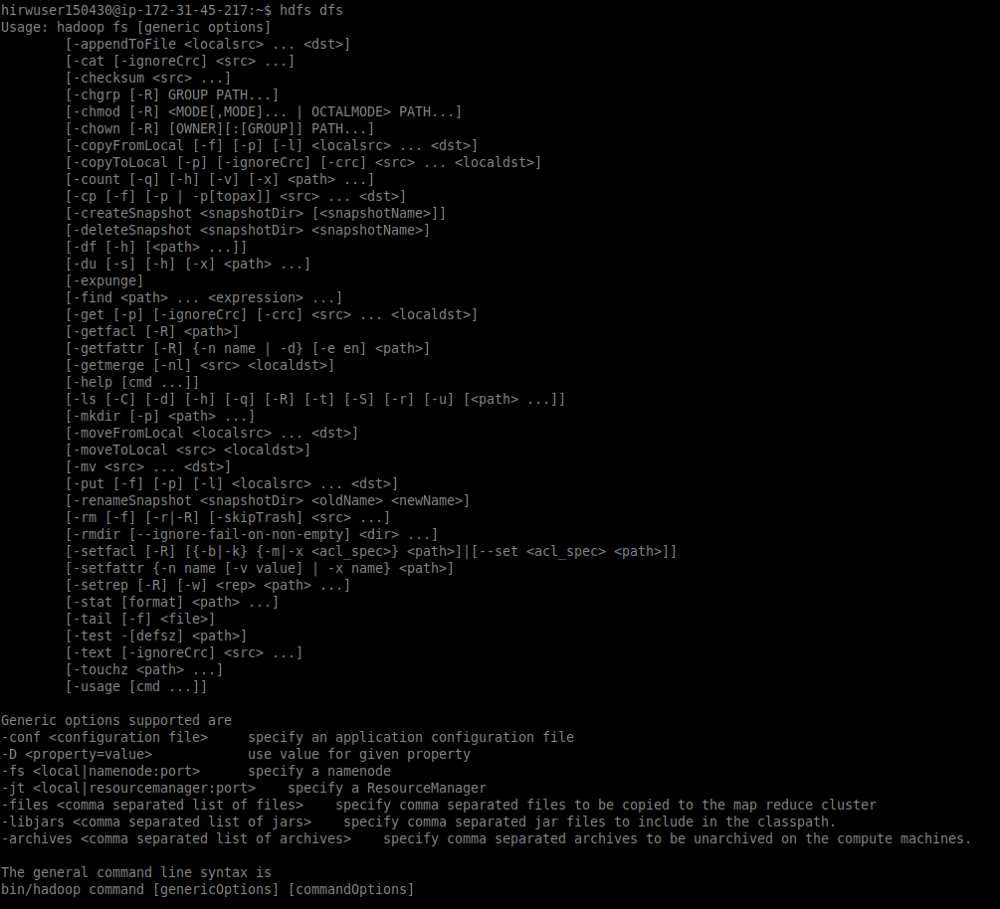 hirwuser150430@ip-172-31-45-217:~$ hdfs dfs
Usage: hadoop fs [generic options]
[-appendToFile <localsrc> ... <dst>]
[-cat [-ignoreCrc] <src> ...]
[-checksum <src> ...]
[-chgrp [-R] GROUP PATH...]
[-chmod [-R] <MODE[,MODE]... | OCTALMODE> PATH...]
[-chown [-R] [OWNER][:[GROUP]] PATH...]
[-copyFromLocal [-f] [-p] [-l] <localsrc> ... <dst>]
[-copyToLocal [-p] [-ignoreCrc] [-crc] <src> ... <localdst>]
[-count [-q] [-h] [-v] [-x] <path> ...]
[-cp [-f] [-p | -p[topax]] <src> ... <dst>]
[-createSnapshot <snapshotDir> [<snapshotName>]]
[-deleteSnapshot <snapshotDir> <snapshotName>]
[-df [-h] [<path> ...]]
[-du [-s] [-h] [-x] <path> ...]
[-expunge]
[-find <path> ... <expression> ...]
[-get [-p] [-ignoreCrc] [-crc] <src> ... <localdst>]
[-getfacl [-R] <path>]
[-getfattr [-R] {-n name | -d} [-e en] <path>]
[-getmerge [-nl] <src> <localdst>]
[-help [cmd ...]]
[-ls [-C] [-d] [-h] [-q] [-R] [-t] [-S] [-r] [-u] [<path> ...]]
[-mkdir [-p] <path> ...]
[-moveFromLocal <localsrc> ... <dst>]
[-moveToLocal <src> <localdst>]
[-mv <src> ... <dst>]
[-put [-f] [-p] [-l] <localsrc> ... <dst>]
[-renameSnapshot <snapshotDir> <oldName> <newName>]
[-rm [-f] [-r|-R] [-skipTrash] <src> ...]
[-rmdir [--ignore-fail-on-non-empty] <dir> ...]
[-setfacl [-R] [{-b|-k} {-m|-x <acl_spec>} <path>]|[--set <acl_spec> <path>]]
[-setfattr {-n name [-v value] | -x name} <path>]
[-setrep [-R] [-w] <rep> <path> ...]
[-stat [format] <path> ...]
[-tail [-f] <file>]
[-test -[defsz] <path>]
[-text [-ignoreCrc] <src> ...]
[-touchz <path> ...]
[-usage [cmd ...]]
Generic options supported are
-conf <configuration file>     specify an application configuration file
-D <property=value>            use value for given property
-fs <local|namenode:port>      specify a namenode
-jt <local|resourcemanager:port>    specify a ResourceManager
-files <comma separated list of files>    specify comma separated files to be copied to the map reduce cluster
-libjars <comma separated list of jars>    specify comma separated jar files to include in the classpath.
-archives <comma separated list of archives>    specify comma separated archives to be unarchived on the compute machines.
The general command line syntax is
bin/hadoop command [genericOptions] [commandOptions]